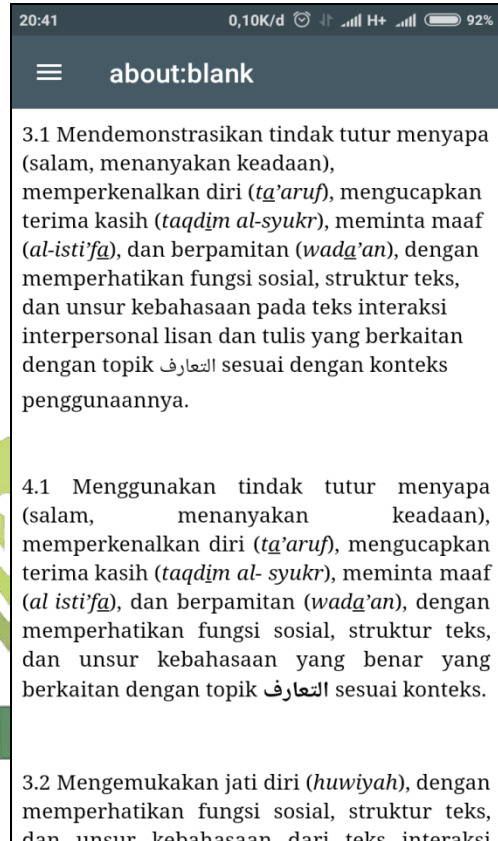 20:41 0,10K/d H+ 92%
about:blank
3.1 Mendemonstrasikan tindak tutur menyapa
(salam, menanyakan keadaan),
memperkenalkan diri (ta'aruf), mengucapkan
terima kasih (taqdim al-syukr), meminta maaf
(al-isti'fa), dan berpamitan (wada'an), dengan
memperhatikan fungsi sosial, struktur teks,
dan unsur kebahasaan pada teks interaksi
interpersonal lisan dan tulis yang berkaitan
dengan topik التعارف sesuai dengan konteks
penggunaannya.
4.1 Menggunakan tindak tutur menyapa
(salam, menanyakan keadaan),
memperkenalkan diri (ta'aruf), mengucapkan
terima kasih (taqdim al- syukr), meminta maaf
(al isti'fa), dan berpamitan (wada'an), dengan
memperhatikan fungsi sosial, struktur teks,
dan unsur kebahasaan yang benar yang
berkaitan dengan topik التعارف sesuai konteks.
3.2 Mengemukakan jati diri (huwiyah), dengan
memperhatikan fungsi sosial, struktur teks,
dan unsur kebahasaan dari teks interaksi